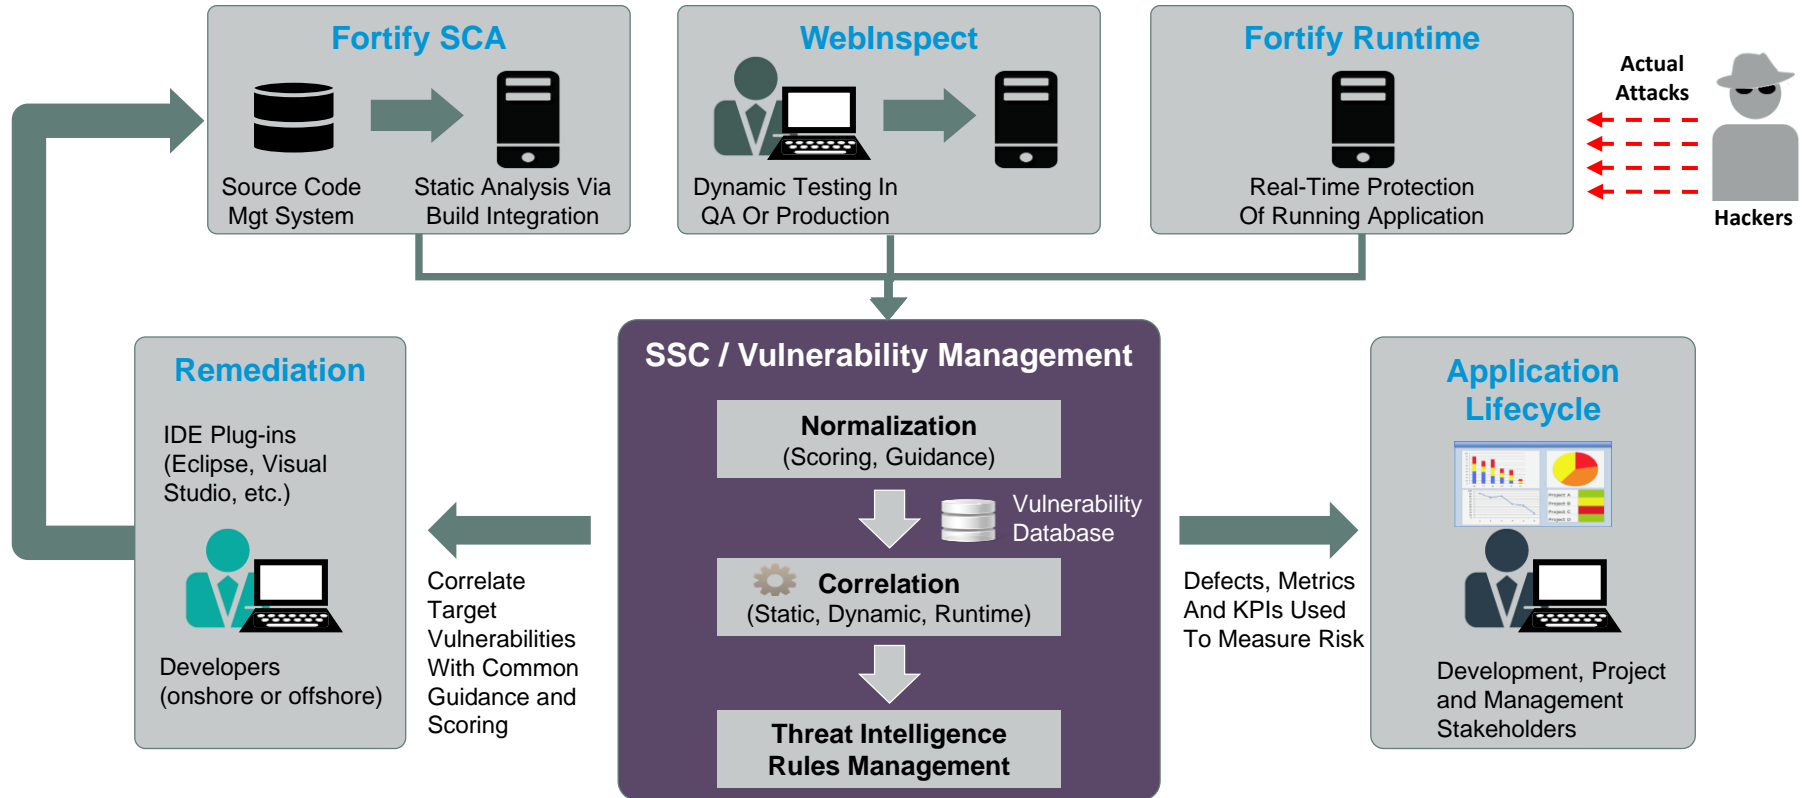 Fortify SCA
Source Code
Mgt System
Static Analysis Via
Build Integration
WebInspect
Dynamic Testing In
QA Or Production
Fortify Runtime
Real-Time Protection
Of Running Application
Actual
Attacks
Hackers
Remediation
IDE Plug-ins
(Eclipse, Visual
Studio, etc.)
Developers
(onshore or offshore)
Correlate
Target
Vulnerabilities
With Common
Guidance and
Scoring
SSC / Vulnerability Management
Normalization
(Scoring, Guidance)
Vulnerability
Database
Correlation
(Static, Dynamic, Runtime)
Threat Intelligence
Rules Management
Defects, Metrics
And KPIs Used
To Measure Risk
Application
Lifecycle
Project A
Project B
Project C
Project D
Development, Project
and Management
Stakeholders